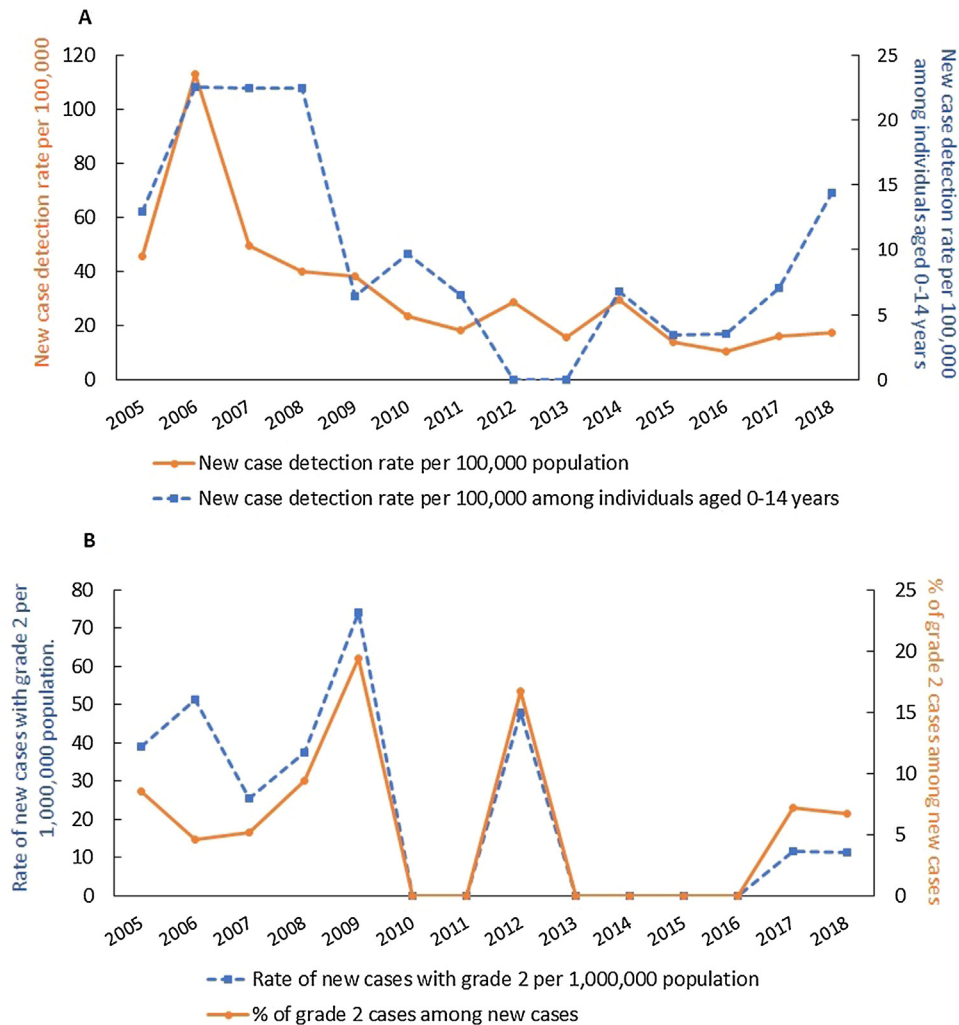 A
New case detection rate per 100,000
120
100
80
60
40
20
0
25
20
15
10
5
0
New case detection rate per 100,000
among individuals aged 0-14 years
2005 2006 2007 2008 2009 2010 2011 2012 2013 2014 2015 2016 2017 2018
New case detection rate per 100,000 population
New case detection rate per 100,000 among individuals aged 0-14 years
B
Rate of new cases with grade 2 per
1,000,000 population.
80
70
60
50
40
30
20
10
0
25
20
15
10
5
0
% of grade 2 cases among new cases
2005 2006 2007 2008 2009 2010 2011 2012 2013 2014 2015 2016 2017 2018
Rate of new cases with grade 2 per 1,000,000 population
% of grade 2 cases among new cases